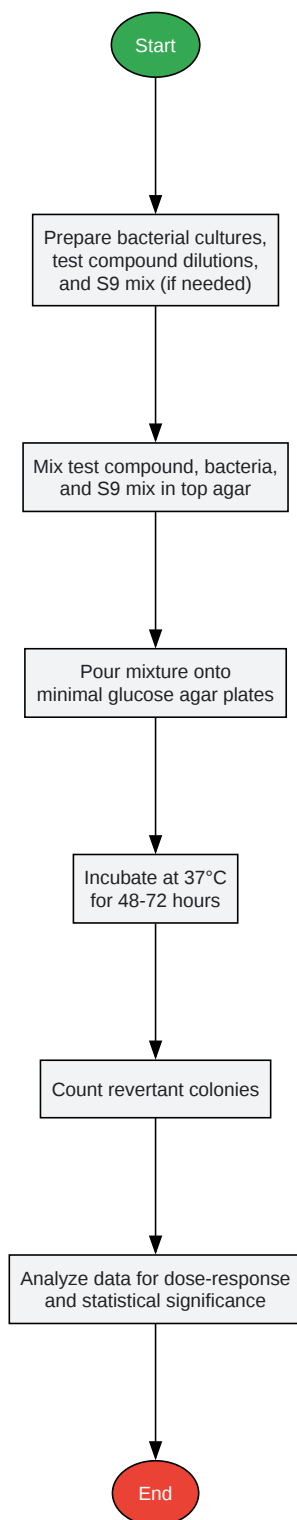 Start
Prepare bacterial cultures,
test compound dilutions,
and S9 mix (if needed)
Mix test compound, bacteria,
and S9 mix in top agar
Pour mixture onto
minimal glucose agar plates
Incubate at 37°C
for 48-72 hours
Count revertant colonies
Analyze data for dose-response
and statistical significance
End